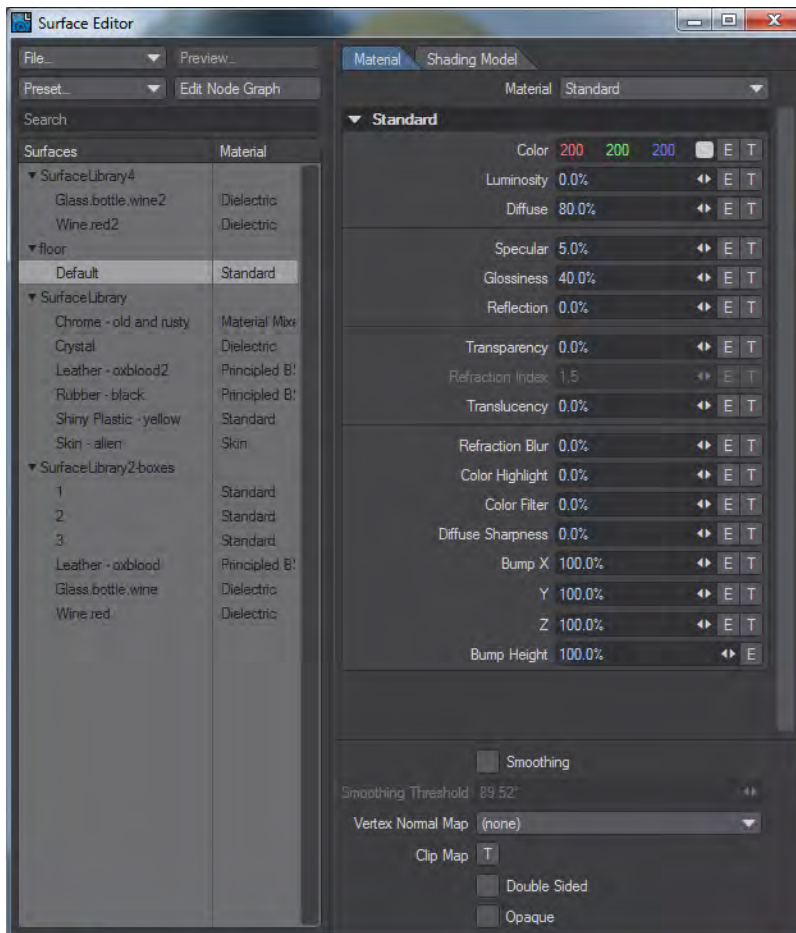 Surface Editor
File...
Preview...
Preset...
Edit Node Graph
Search
Surfaces Material
SurfaceLibrary4
Glass.bottle.wine2 Dielectric
Wine.red2 Dielectric
floor
Default Standard
SurfaceLibrary
Chrome - old and rusty Material Mixe
Crystal Dielectric
Leather - oxblood2 Principled B
Rubber - black Principled B
Shiny Plastic - yellow Standard
Skin - alien Skin
SurfaceLibrary2-boxes
1 Standard
2 Standard
3 Standard
Leather - oxblood Principled B
Glass.bottle.wine Dielectric
Wine.red Dielectric
Material Shading Model
Material Standard
Standard
Color 200 200 200 E T
Luminosity 0.0% E T
Diffuse 80.0% E T
Specular 5.0% E T
Glossiness 40.0% E T
Reflection 0.0% E T
Transparency 0.0% E T
Refraction Index 1.5 E T
Translucency 0.0% E T
Refraction Blur 0.0% E T
Color Highlight 0.0% E T
Color Filter 0.0% E T
Diffuse Sharpness 0.0% E T
Bump X 100.0% E T
Y 100.0% E T
Z 100.0% E T
Bump Height 100.0% E
Smoothing
Smoothing Threshold 89.52°
Vertex Normal Map (none)
Clip Map T
Double Sided
Opaque